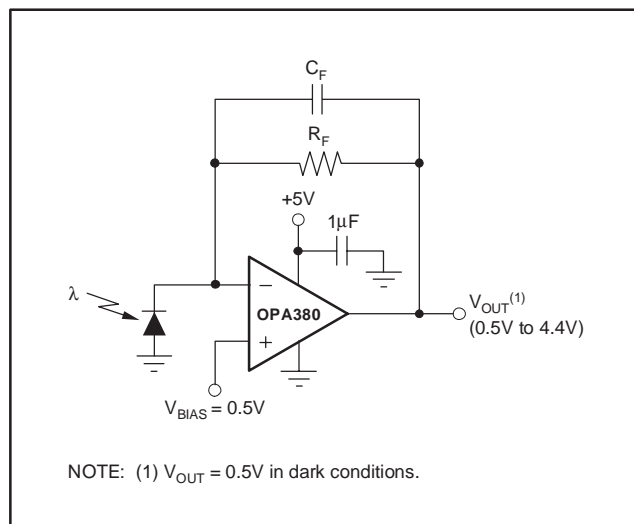 C_F
R_F
+5V
1µF
λ
−
OPA380
+
V_OUT^(1)
(0.5V to 4.4V)
V_BIAS = 0.5V
NOTE: (1) V_OUT = 0.5V in dark conditions.